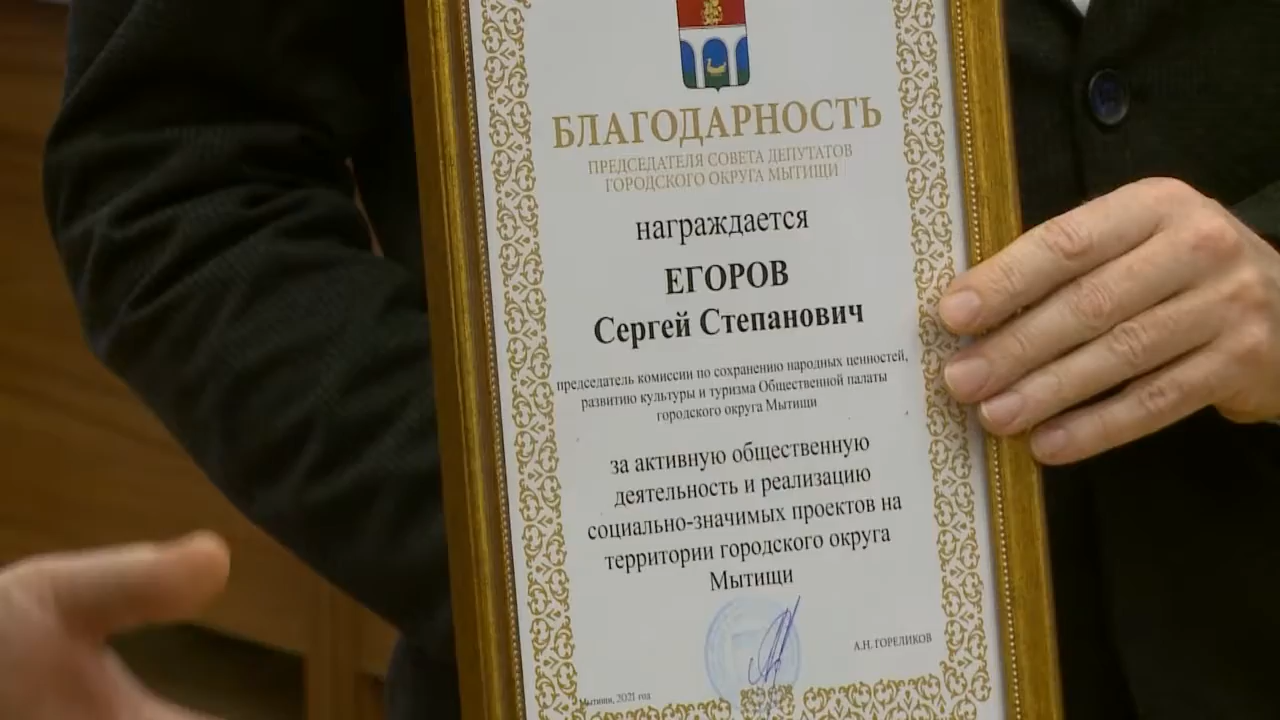 БЛАГОДАРНОСТЬ
ПРЕДСЕДАТЕЛЯ СОВЕТА ДЕПУТАТОВ
ГОРОДСКОГО ОКРУГА МЫТИЩИ
награждается
ЕГОРОВ
Сергей Степанович
председатель комиссии по сохранению народных ценностей,
развитию культуры и туризма Общественной палаты
городского округа Мытищи
за активную общественную
деятельность и реализацию
социально-значимых проектов на
территории городского округа
Мытищи
А.Н. ГОРЕЛИКОВ
Мытищи, 2021 год